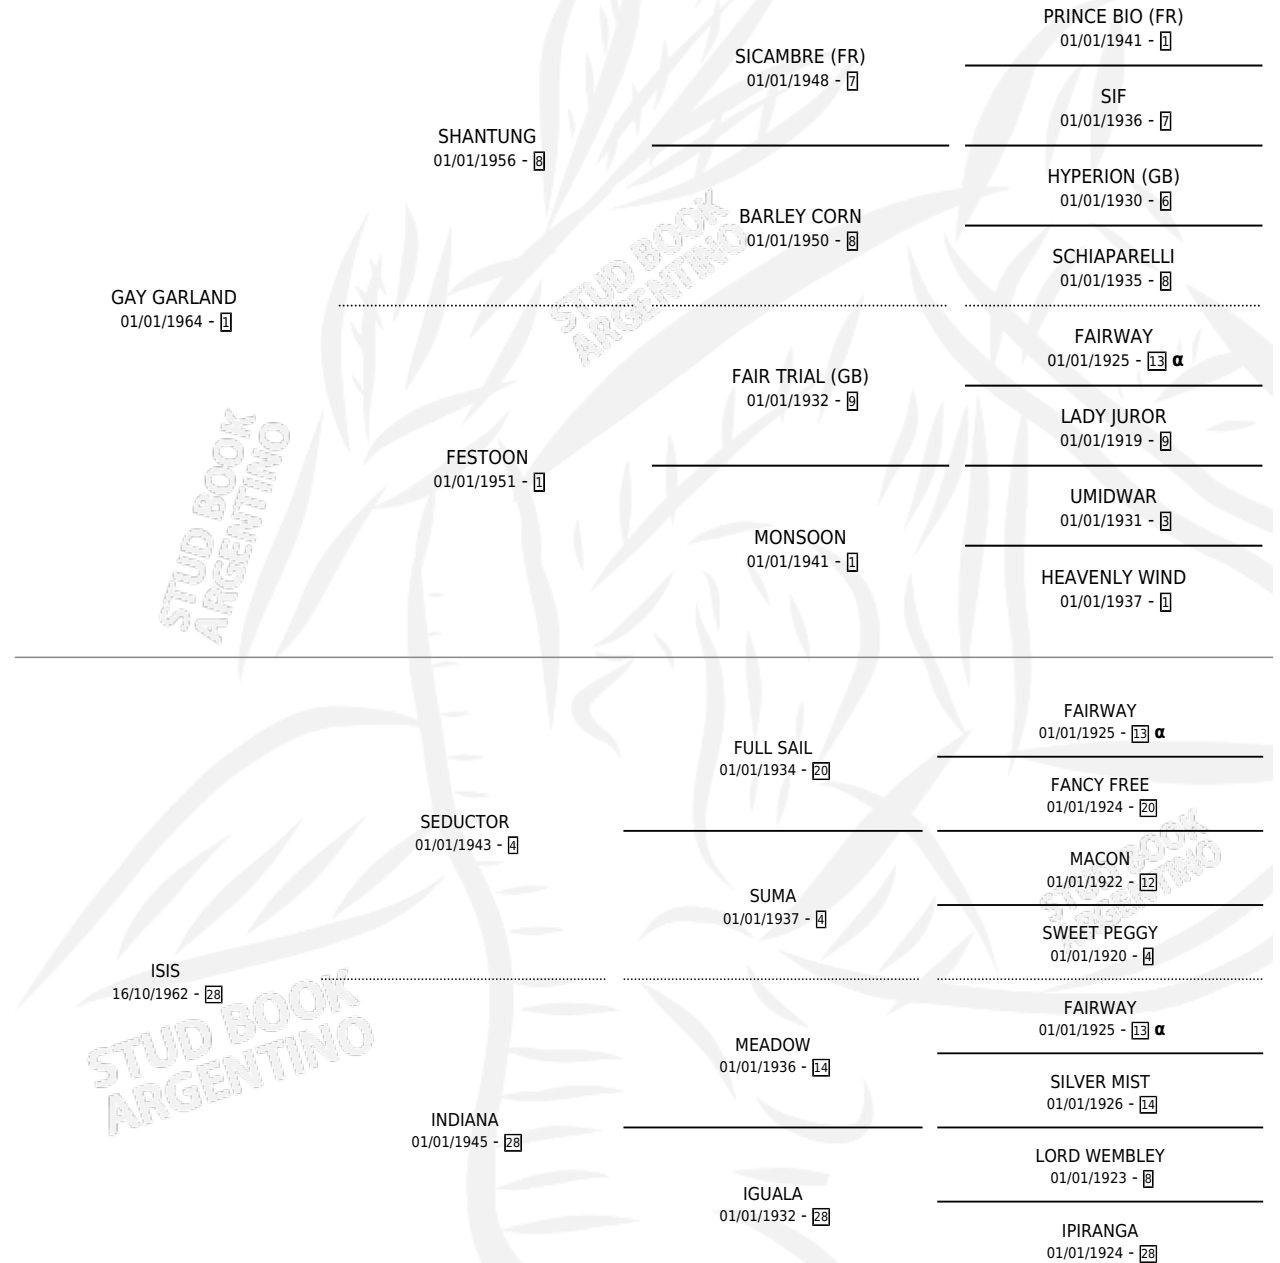 PRINCE BIO (FR)
01/01/1941 - 1
SICAMBRE (FR)
01/01/1948 - 7
SIF
01/01/1936 - 7
SHANTUNG
01/01/1956 - 8
HYPERION (GB)
01/01/1930 - 6
BARLEY CORN
01/01/1950 - 8
SCHIAPARELLI
01/01/1935 - 8
GAY GARLAND
01/01/1964 - 1
FAIRWAY
01/01/1925 - 13 α
FAIR TRIAL (GB)
01/01/1932 - 9
LADY JUROR
01/01/1919 - 9
FESTOON
01/01/1951 - 1
UMIDWAR
01/01/1931 - 3
MONSOON
01/01/1941 - 1
HEAVENLY WIND
01/01/1937 - 1
STUD BOOK
ARGENTINO
STUD BOOK
ARGENTINO
FAIRWAY
01/01/1925 - 13 α
FULL SAIL
01/01/1934 - 20
FANCY FREE
01/01/1924 - 20
SEDUCTOR
01/01/1943 - 4
MACON
01/01/1922 - 12
SUMA
01/01/1937 - 4
SWEET PEGGY
01/01/1920 - 4
ISIS
16/10/1962 - 28
FAIRWAY
01/01/1925 - 13 α
MEADOW
01/01/1936 - 14
SILVER MIST
01/01/1926 - 14
INDIANA
01/01/1945 - 28
LORD WEMBLEY
01/01/1923 - 8
IGUALA
01/01/1932 - 28
IPIRANGA
01/01/1924 - 28
STUD BOOK
ARGENTINO
STUD BOOK
ARGENTINO